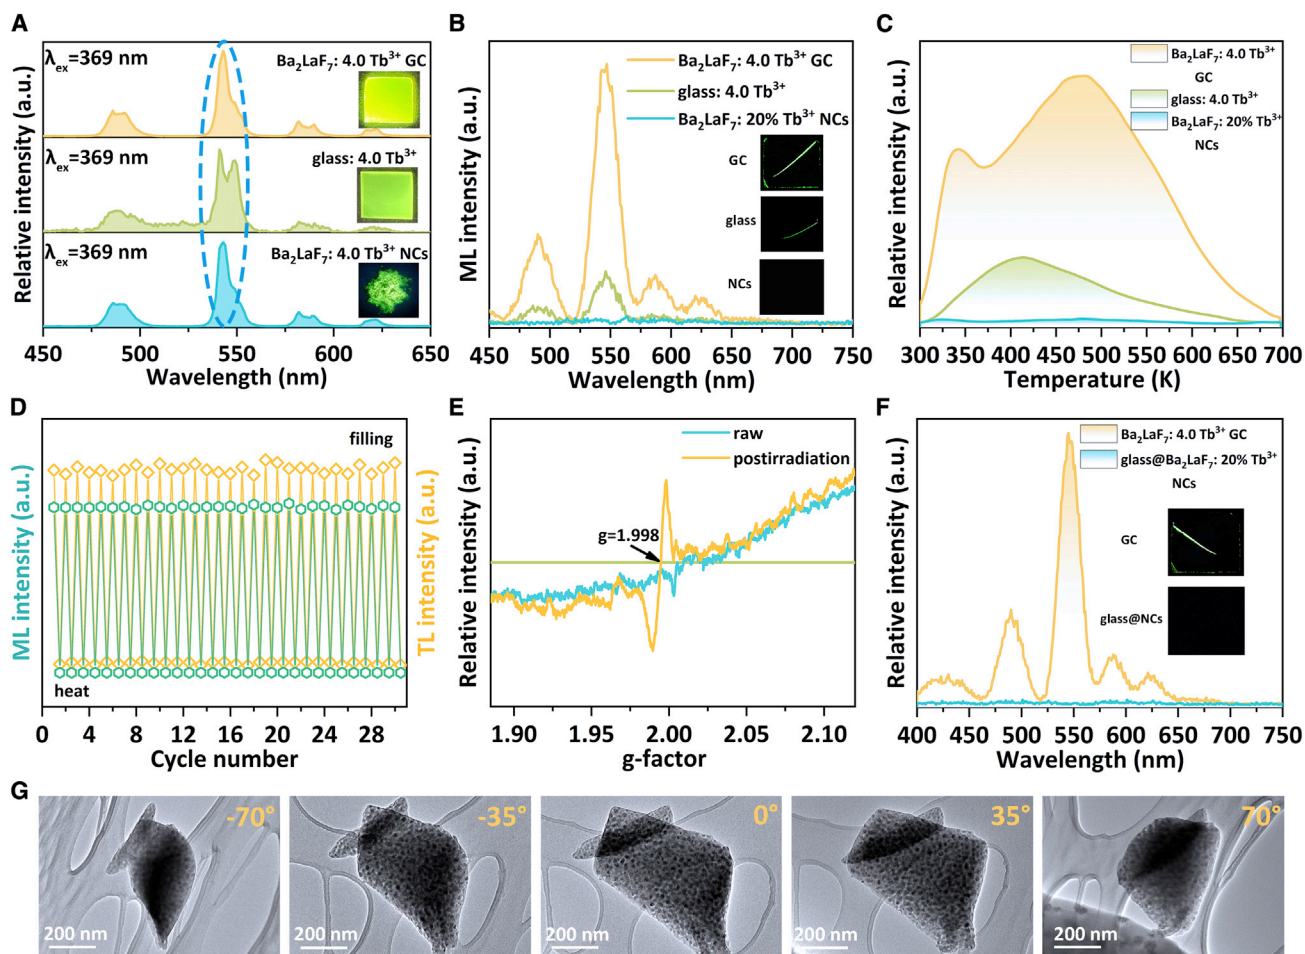 A
Relative intensity (a.u.)
λex=369 nm
Ba2LaF7: 4.0 Tb3+ GC
λex=369 nm
glass: 4.0 Tb3+
λex=369 nm
Ba2LaF7: 4.0 Tb3+ NCs
450 500 550 600 650
Wavelength (nm)
B
ML intnsity (a.u.)
Ba2LaF7: 4.0 Tb3+ GC
glass: 4.0 Tb3+
Ba2LaF7: 20% Tb3+ NCs
GC
glass
NCs
450 500 550 600 650 700 750
Wavelength (nm)
C
Relative intensity (a.u.)
Ba2LaF7: 4.0 Tb3+
GC
glass: 4.0 Tb3+
Ba2LaF7: 20% Tb3+
NCs
300 350 400 450 500 550 600 650 700
Temperature (K)
D
ML intensity (a.u.)
TL intensity (a.u.)
filling
heat
0 4 8 12 16 20 24 28
Cycle number
E
Relative intensity (a.u.)
raw
postirradiation
g=1.998
1.90 1.95 2.00 2.05 2.10
g-factor
F
Relative intensity (a.u.)
Ba2LaF7: 4.0 Tb3+ GC
glass@Ba2LaF7: 20% Tb3+
NCs
GC
glass@NCs
400 450 500 550 600 650 700 750
Wavelength (nm)
G
-70°
200 nm
-35°
200 nm
0°
200 nm
35°
200 nm
70°
200 nm